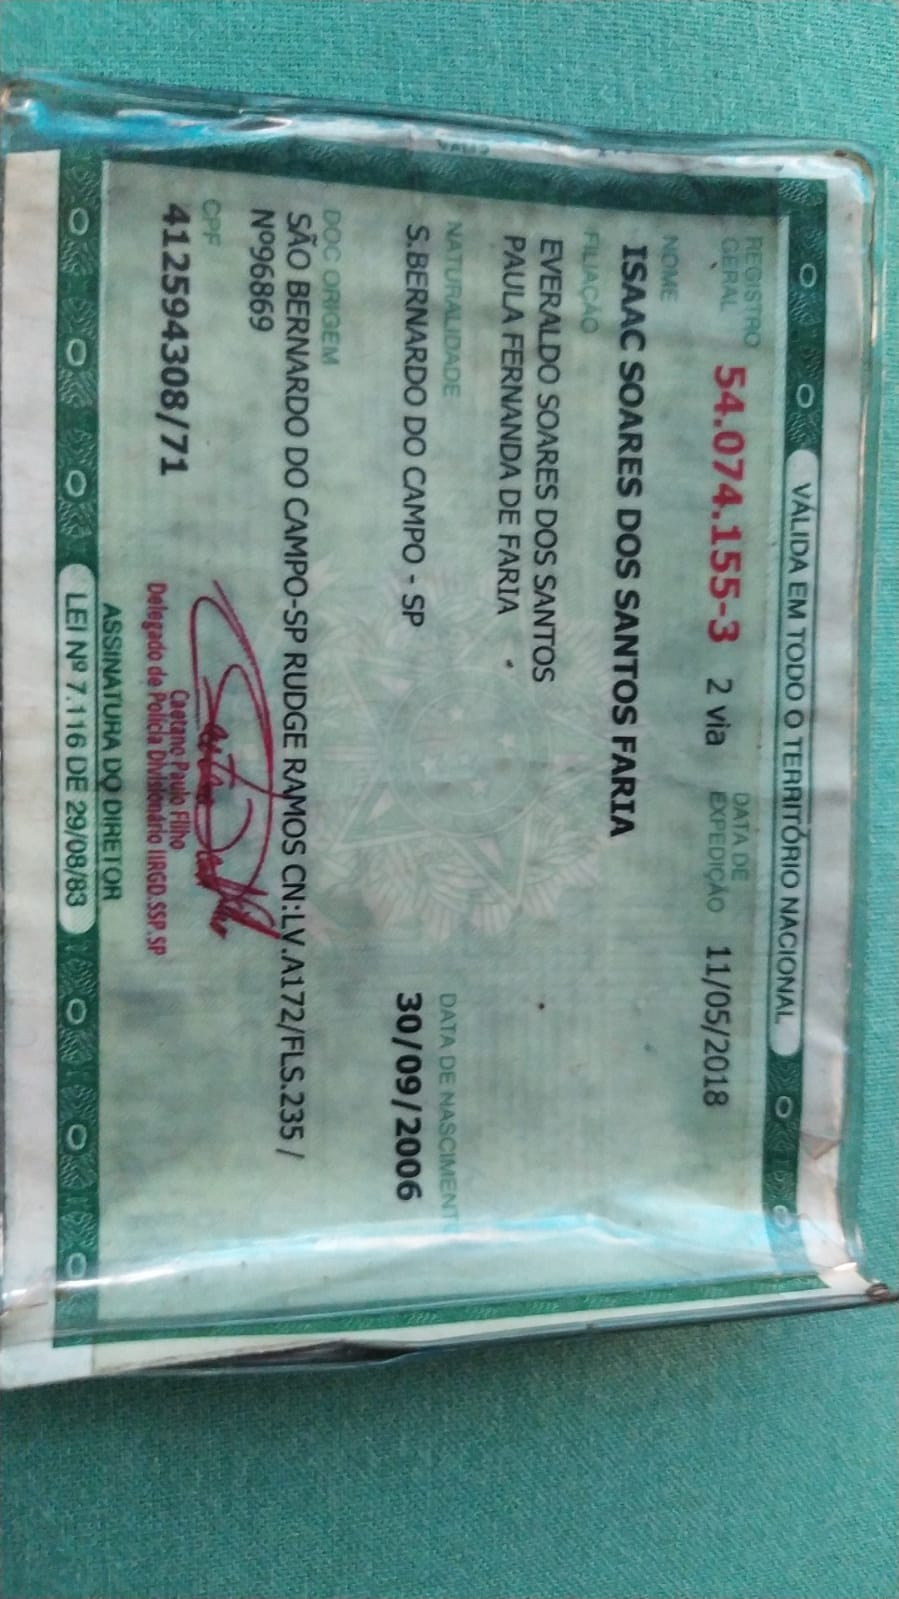 VÁLIDA EM TODO O TERRITÓRIO NACIONAL
REGISTRO GERAL 54.074.155-3 2 via DATA DE EXPEDIÇÃO 11/05/2018
NOME
ISAAC SOARES DOS SANTOS FARIA
FILIAÇÃO
EVERALDO SOARES DOS SANTOS
PAULA FERNANDA DE FARIA
NATURALIDADE DATA DE NASCIMENT
S.BERNARDO DO CAMPO - SP 30/09/2006
DOC ORIGEM
SÃO BERNARDO DO CAMPO-SP RUDGE RAMOS CN:LV.A172/FLS.235 /
Nº96869
CPF
412594308/71
Caetano Paulo Filho
Delegado de Polícia Divisionário IIRGD.SSP.SP
ASSINATURA DO DIRETOR
LEI Nº 7.116 DE 29/08/83